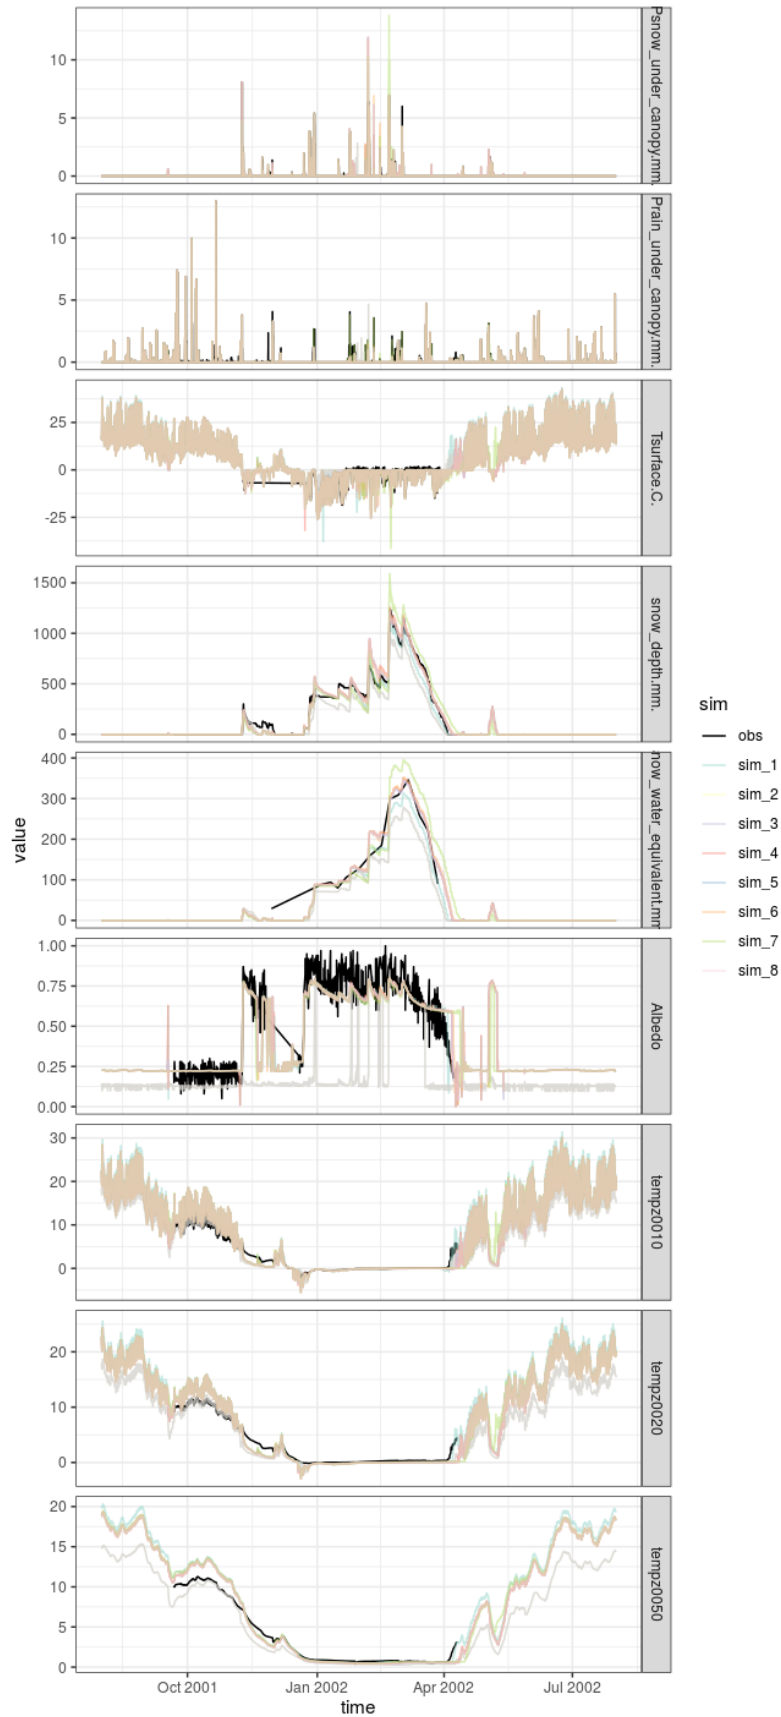 Psnow_under_canopy.mm.
10
5
0
Prain_under_canopy.mm.
10
5
0
Tsurface.C.
25
0
-25
snow_depth.mm.
1500
1000
500
0
now_water_equivalent.mm
400
300
200
100
0
Albedo
1.00
0.75
0.50
0.25
0.00
tempz0010
30
20
10
0
tempz0020
20
10
0
tempz0050
20
15
10
5
0
Oct 2001
Jan 2002
Apr 2002
Jul 2002
time
value
sim
obs
sim_1
sim_2
sim_3
sim_4
sim_5
sim_6
sim_7
sim_8